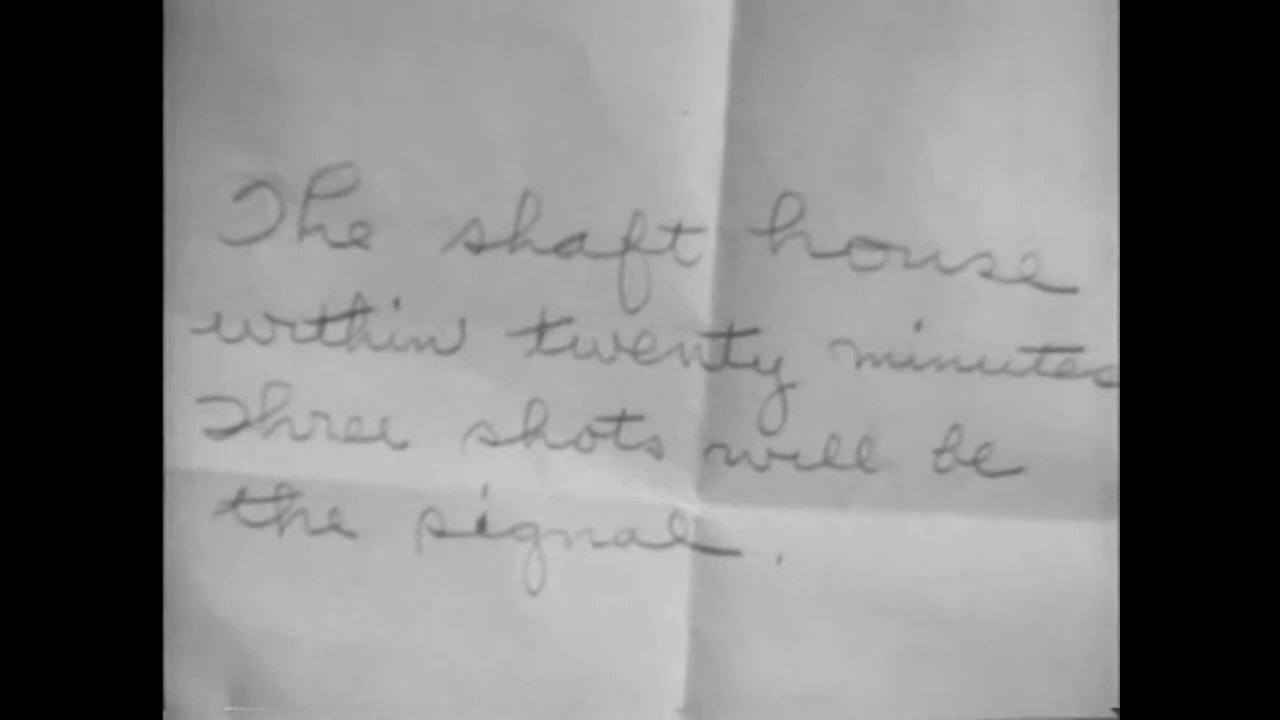 The shaft house
within twenty minutes
Three shots will be
the signal.